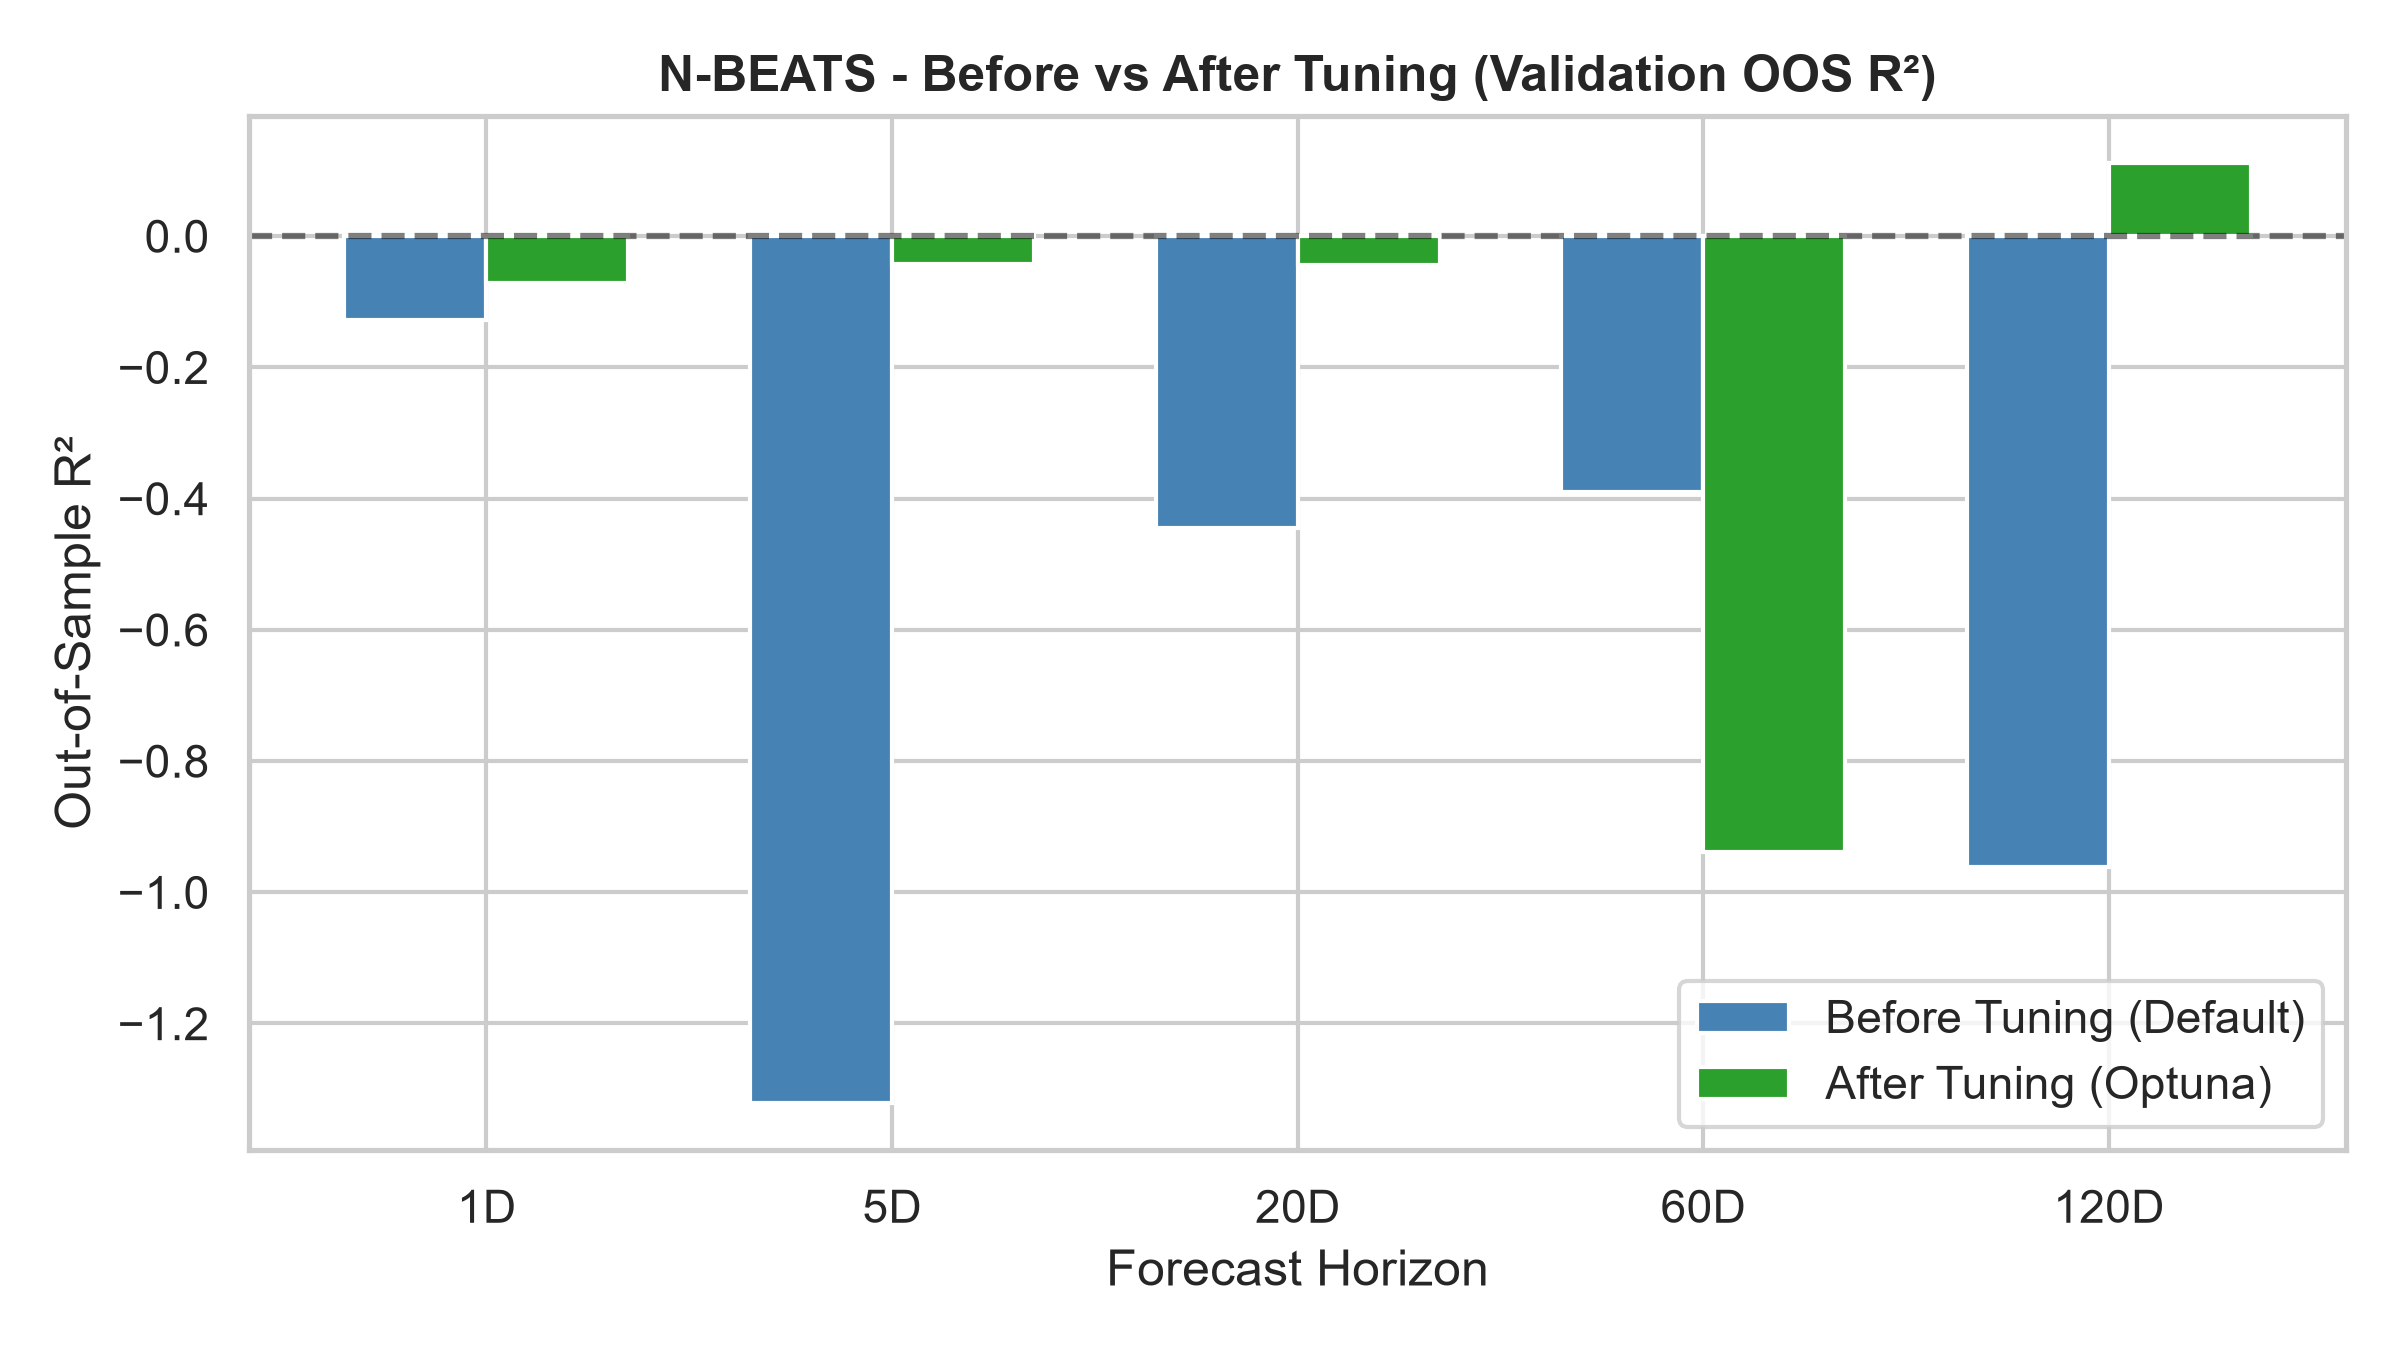 N-BEATS - Before vs After Tuning (Validation OOS R²)
Out-of-Sample R²
0.0
−0.2
−0.4
−0.6
−0.8
−1.0
−1.2
Before Tuning (Default)
After Tuning (Optuna)
1D 5D 20D 60D 120D
Forecast Horizon